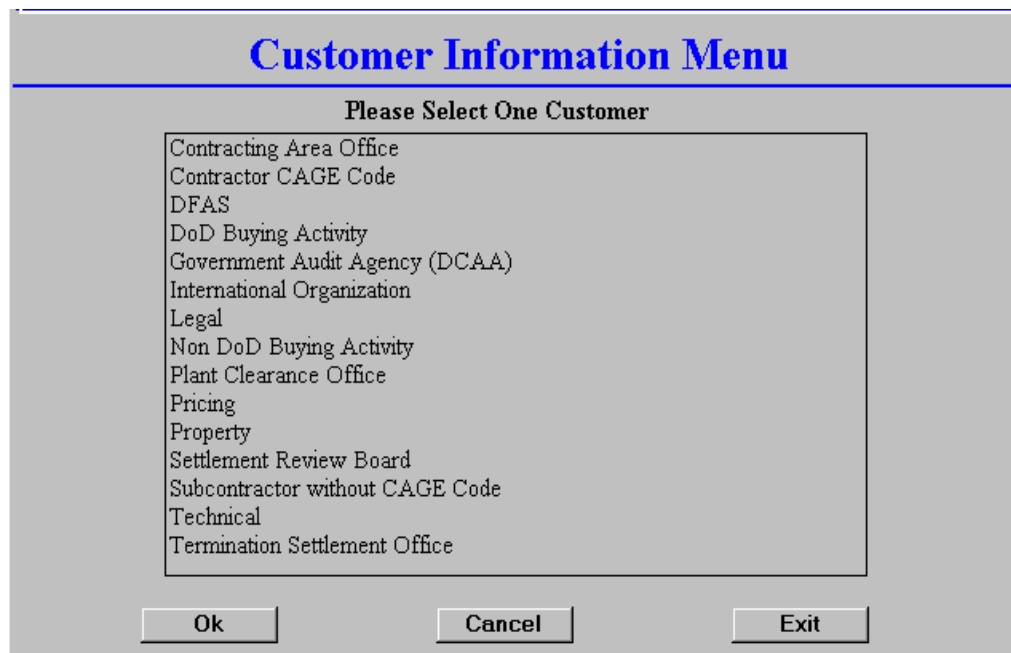 Customer Information Menu
Please Select One Customer
Contracting Area Office
Contractor CAGE Code
DFAS
DoD Buying Activity
Government Audit Agency (DCAA)
International Organization
Legal
Non DoD Buying Activity
Plant Clearance Office
Pricing
Property
Settlement Review Board
Subcontractor without CAGE Code
Technical
Termination Settlement Office
Ok Cancel Exit